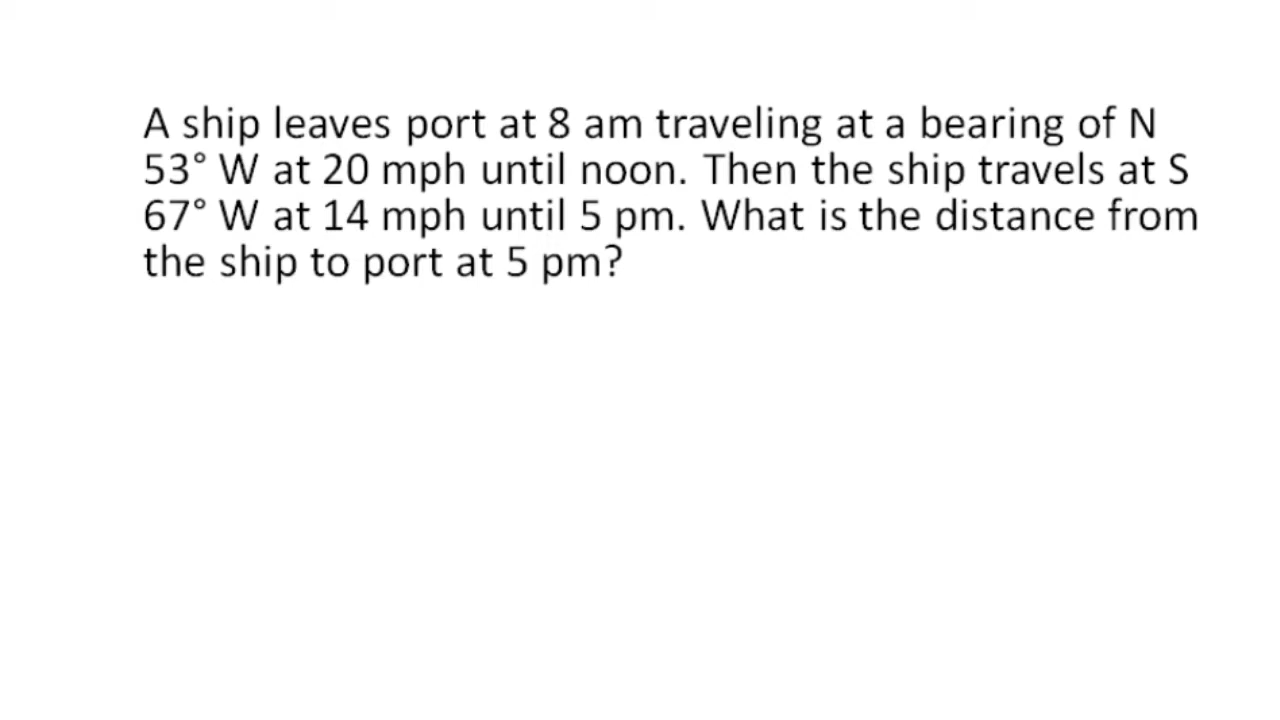 A ship leaves port at 8 am traveling at a bearing of N
53° W at 20 mph until noon. Then the ship travels at S
67° W at 14 mph until 5 pm. What is the distance from
the ship to port at 5 pm?